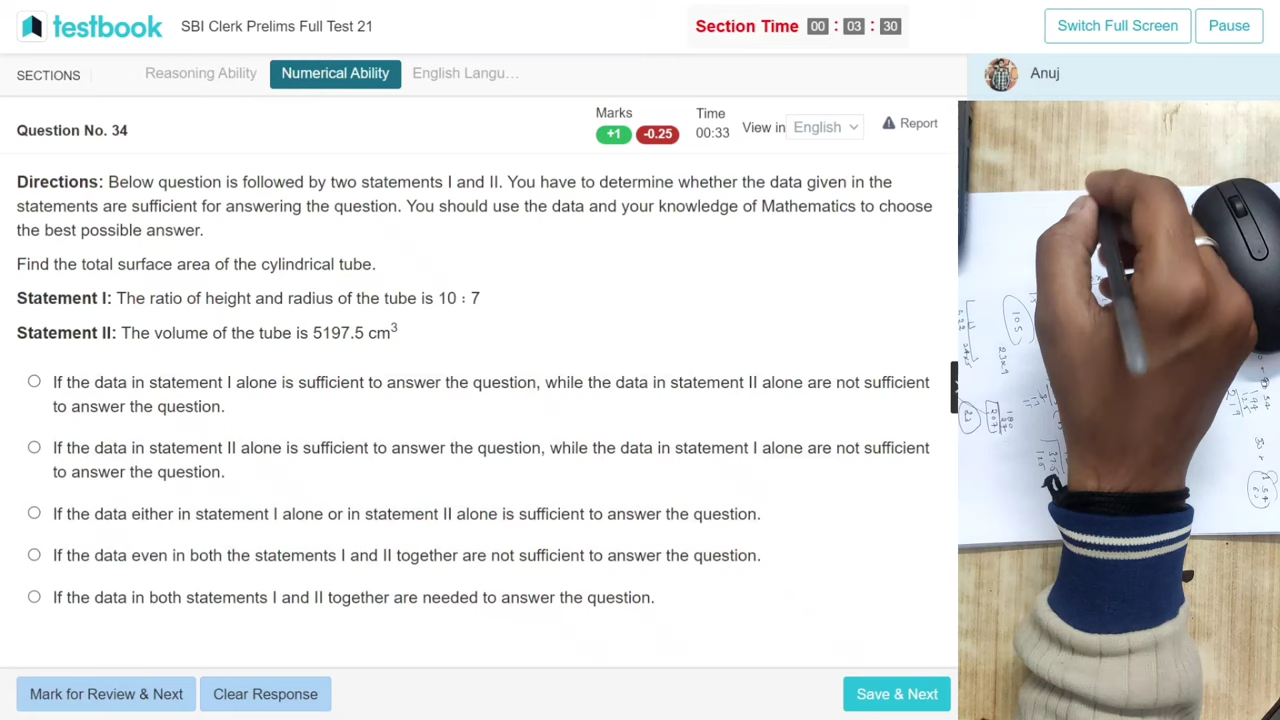 testbook SBI Clerk Prelims Full Test 21 Section Time 00 : 03 : 30 Switch Full Screen Pause
SECTIONS Reasoning Ability Numerical Ability English Langu... Anuj
Question No. 34 Marks +1 -0.25 Time 00:33 View in English Report
Directions: Below question is followed by two statements I and II. You have to determine whether the data given in the
statements are sufficient for answering the question. You should use the data and your knowledge of Mathematics to choose
the best possible answer.
Find the total surface area of the cylindrical tube.
Statement I: The ratio of height and radius of the tube is 10 : 7
Statement II: The volume of the tube is 5197.5 cm³
If the data in statement I alone is sufficient to answer the question, while the data in statement II alone are not sufficient
to answer the question.
If the data in statement II alone is sufficient to answer the question, while the data in statement I alone are not sufficient
to answer the question.
If the data either in statement I alone or in statement II alone is sufficient to answer the question.
If the data even in both the statements I and II together are not sufficient to answer the question.
If the data in both statements I and II together are needed to answer the question.
Mark for Review & Next Clear Response Save & Next
105
23x9
207